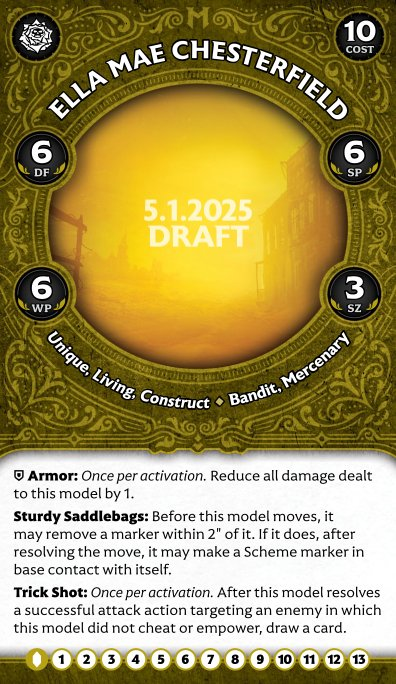 10
COST
ELLA MAE CHESTERFIELD
6
DF
6
SP
5.1.2025
DRAFT
6
WP
3
SZ
Unique, Living, Construct ◆ Bandit, Mercenary
Armor: Once per activation. Reduce all damage dealt
to this model by 1.
Sturdy Saddlebags: Before this model moves, it
may remove a marker within 2" of it. If it does, after
resolving the move, it may make a Scheme marker in
base contact with itself.
Trick Shot: Once per activation. After this model resolves
a successful attack action targeting an enemy in which
this model did not cheat or empower, draw a card.
1 2 3 4 5 6 7 8 9 10 11 12 13